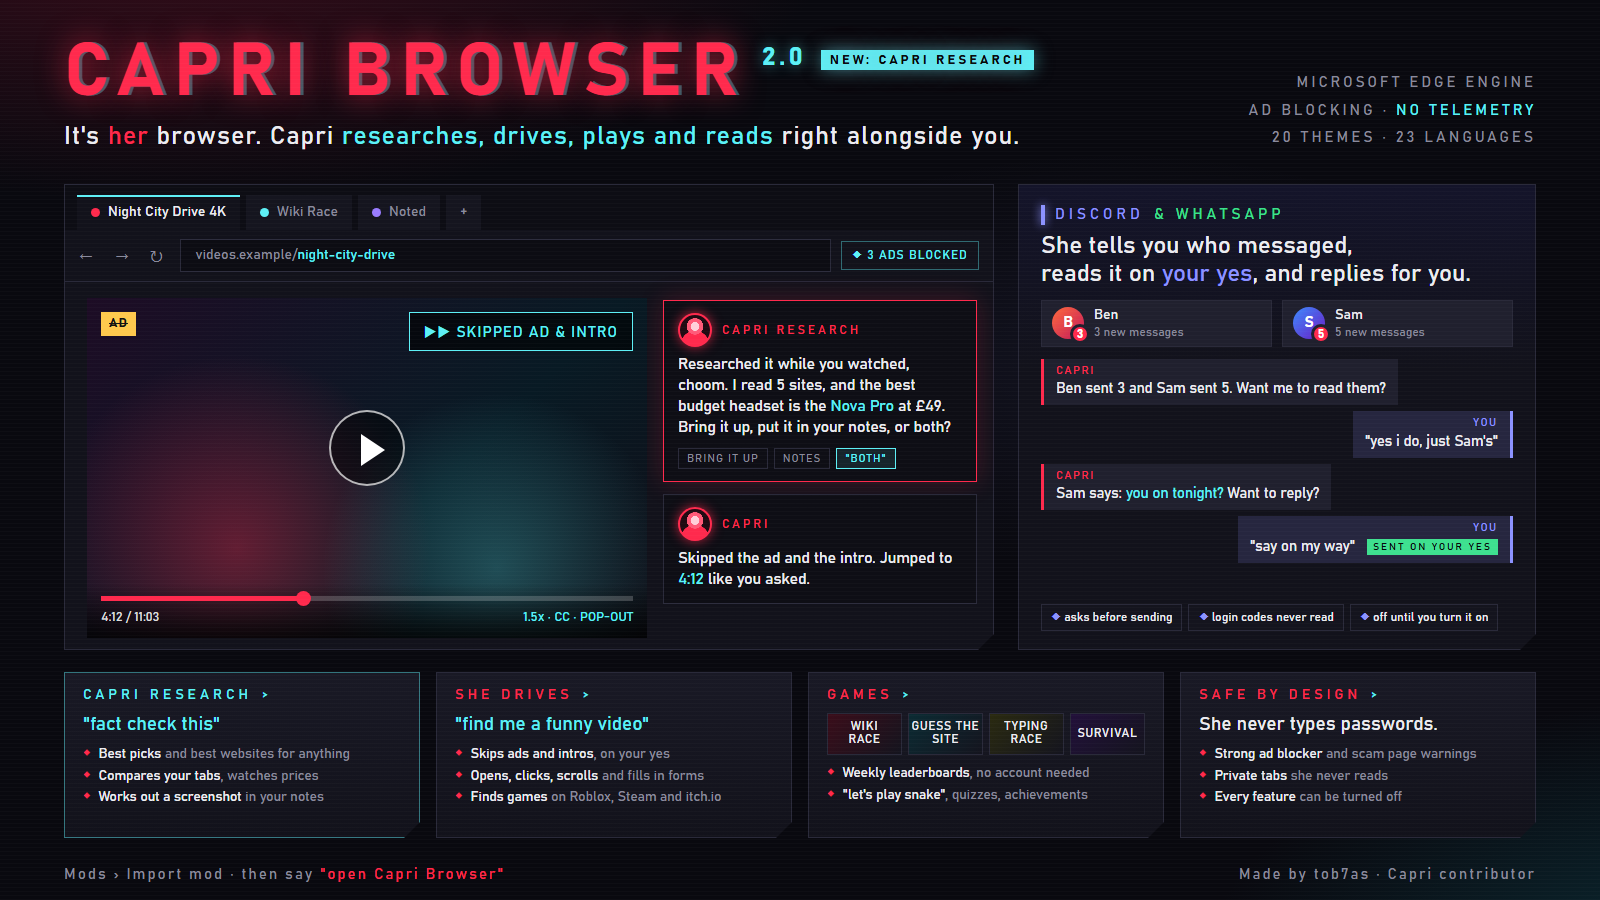 CAPRI BROWSER 2.0 NEW: CAPRI RESEARCH
It's her browser. Capri researches, drives, plays and reads right alongside you.
MICROSOFT EDGE ENGINE
AD BLOCKING · NO TELEMETRY
20 THEMES · 23 LANGUAGES
Night City Drive 4K Wiki Race Noted +
← → ↻ videos.example/night-city-drive ◆ 3 ADS BLOCKED
AD
▶▶ SKIPPED AD & INTRO
4:12 / 11:03 1.5x · CC · POP-OUT
CAPRI RESEARCH
Researched it while you watched,
choom. I read 5 sites, and the best
budget headset is the Nova Pro at £49.
Bring it up, put it in your notes, or both?
BRING IT UP NOTES "BOTH"
CAPRI
Skipped the ad and the intro. Jumped to
4:12 like you asked.
DISCORD & WHATSAPP
She tells you who messaged,
reads it on your yes, and replies for you.
B 3 Ben
3 new messages
S 5 Sam
5 new messages
CAPRI
Ben sent 3 and Sam sent 5. Want me to read them?
YOU
"yes i do, just Sam's"
CAPRI
Sam says: you on tonight? Want to reply?
YOU
"say on my way" SENT ON YOUR YES
◆ asks before sending ◆ login codes never read ◆ off until you turn it on
CAPRI RESEARCH >
"fact check this"
◆ Best picks and best websites for anything
◆ Compares your tabs, watches prices
◆ Works out a screenshot in your notes
SHE DRIVES >
"find me a funny video"
◆ Skips ads and intros, on your yes
◆ Opens, clicks, scrolls and fills in forms
◆ Finds games on Roblox, Steam and itch.io
GAMES >
WIKI
RACE
GUESS THE
SITE
TYPING
RACE
SURVIVAL
◆ Weekly leaderboards, no account needed
◆ "let's play snake", quizzes, achievements
SAFE BY DESIGN >
She never types passwords.
◆ Strong ad blocker and scam page warnings
◆ Private tabs she never reads
◆ Every feature can be turned off
Mods › Import mod · then say "open Capri Browser"
Made by tob7as · Capri contributor